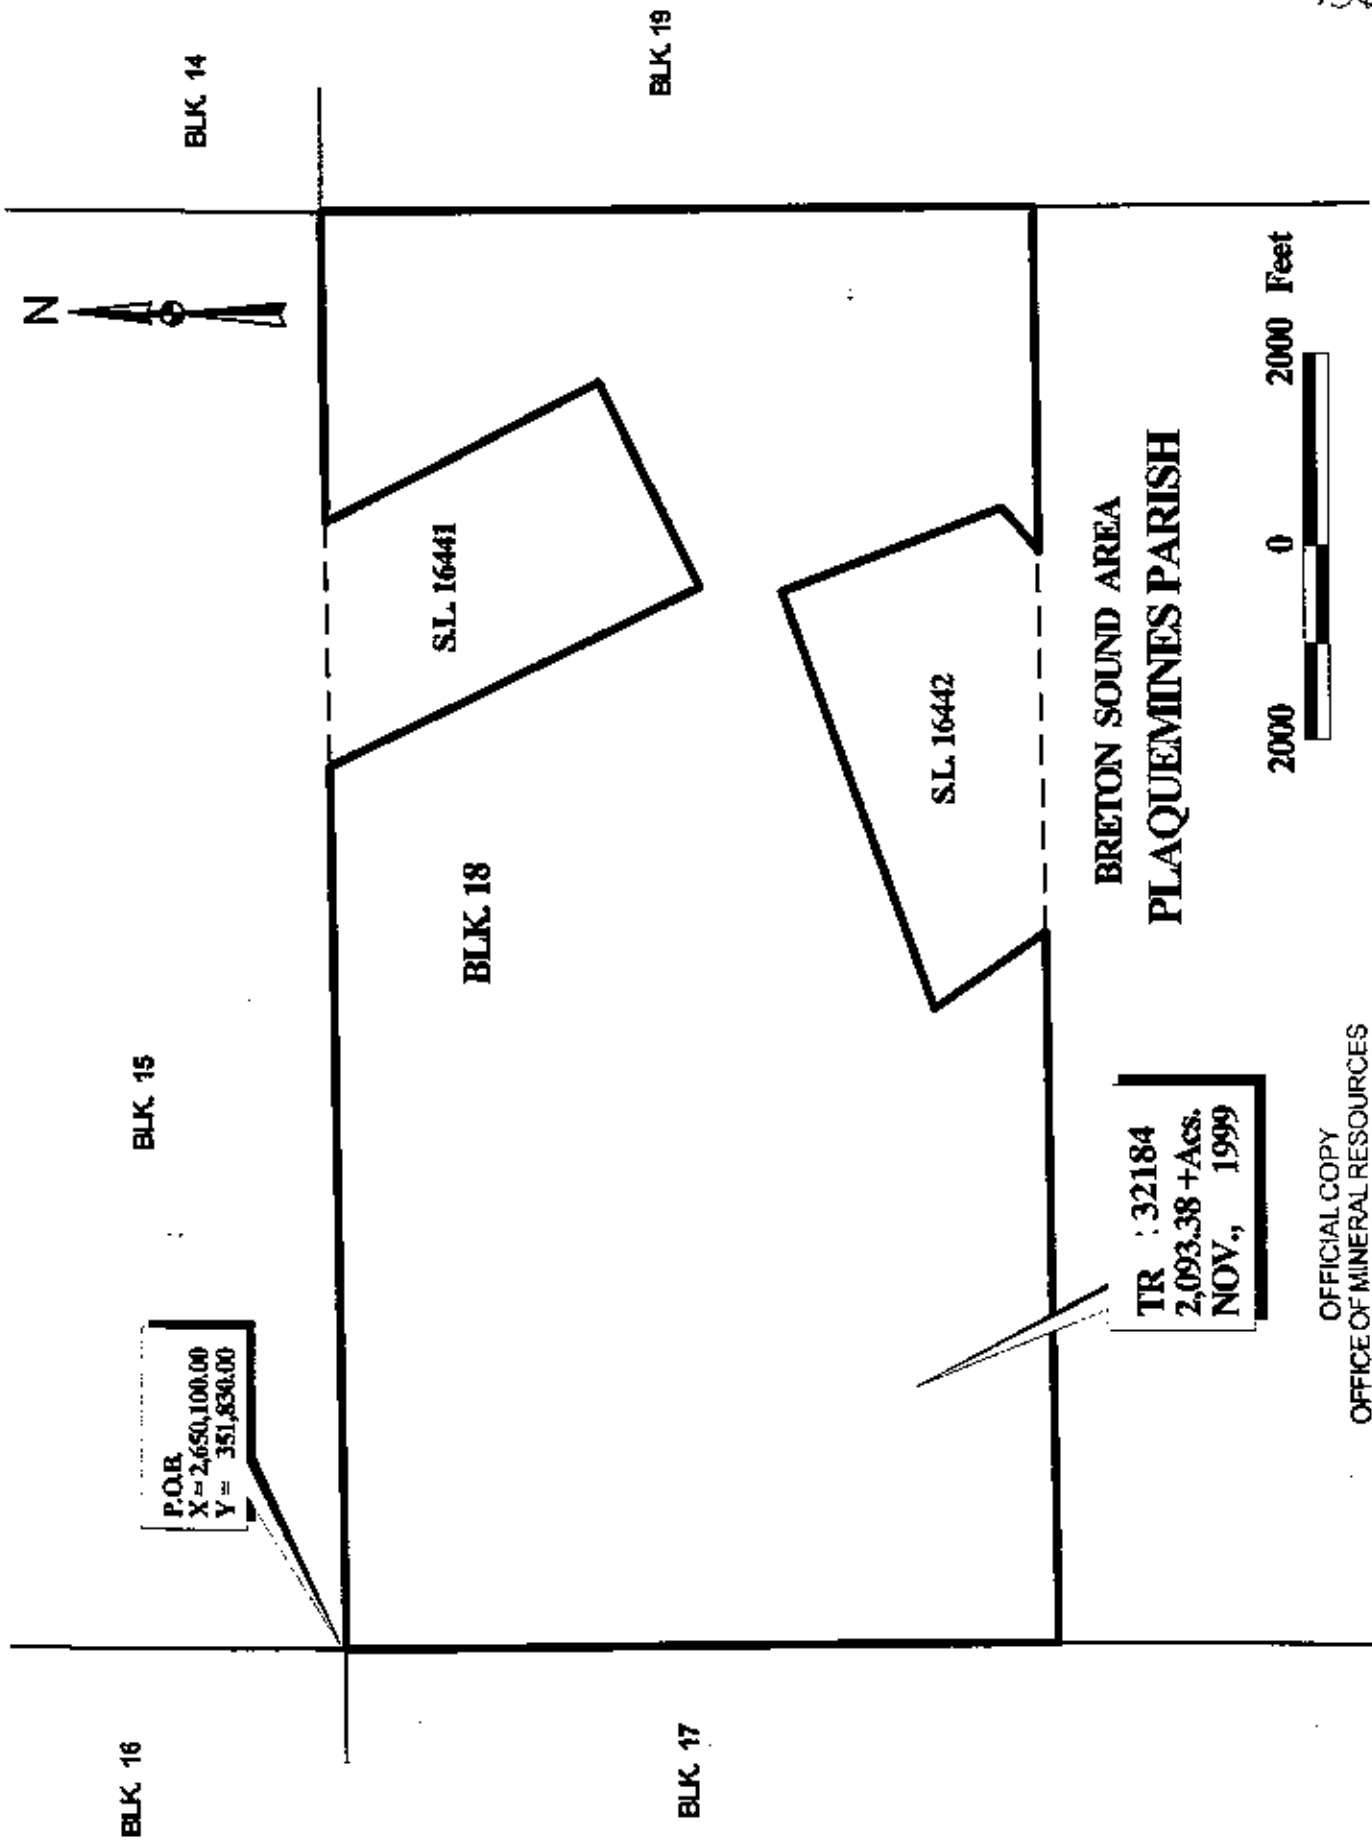 BLK. 16
BLK. 15
BLK. 14
N
P.O.B.
X = 2,650,100.00
Y = 351,830.00
BLK. 17
BLK. 18
S.L. 16441
BLK. 19
S.L. 16442
TR : 32184
2,093.38 +Acs.
NOV., 1999
BRETON SOUND AREA
PLAQUEMINES PARISH
2000 0 2000 Feet
OFFICIAL COPY
OFFICE OF MINERAL RESOURCES